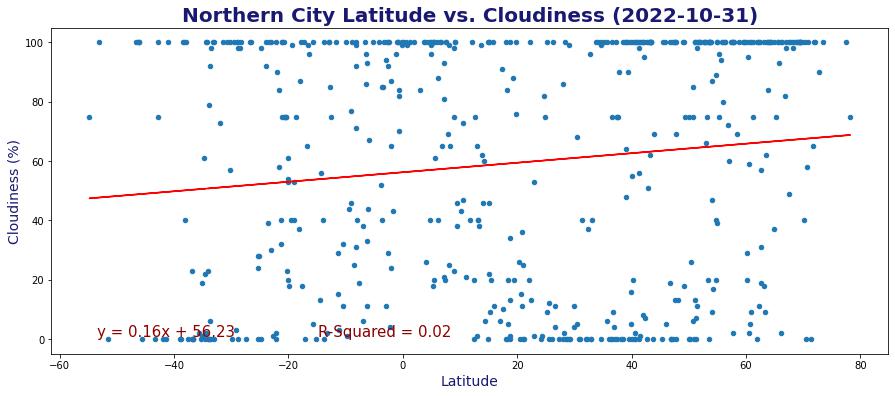 Northern City Latitude vs. Cloudiness (2022-10-31)
100
80
60
40
20
0
Cloudiness (%)
y = 0.16x + 56.23
R-Squared = 0.02
−60 −40 −20 0 20 40 60 80
Latitude